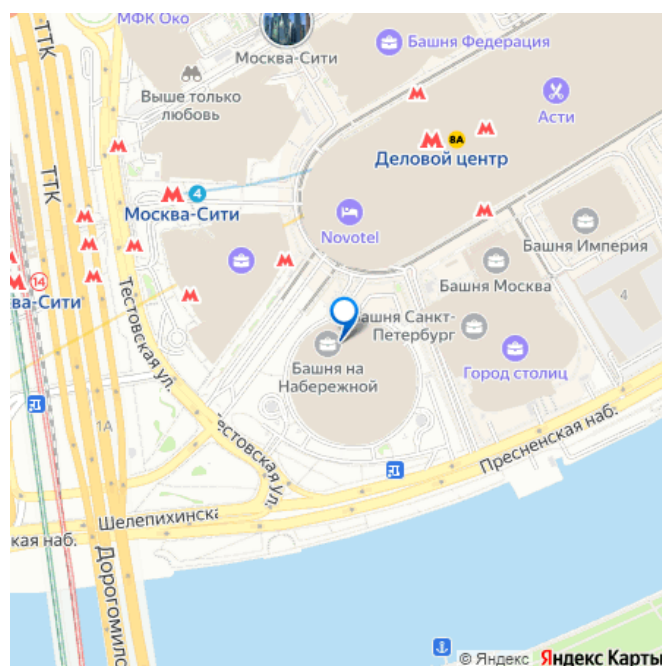 МФК Око
ТТК
Москва-Сити
Башня Федерация
Выше только
любовь
Асти
8А
Деловой центр
ТТК
4
Москва-Сити
Novotel
Башня Империя
Башня Москва
14
ва-Сити
4
Тестовская ул.
Башня Санкт-
Петербург
Башня на
Набережной
Город столиц
1А
Тестовская ул.
Пресненская наб.
Шелепихинска
кая наб.
Дорогомило
© Яндекс Яндекс Карты